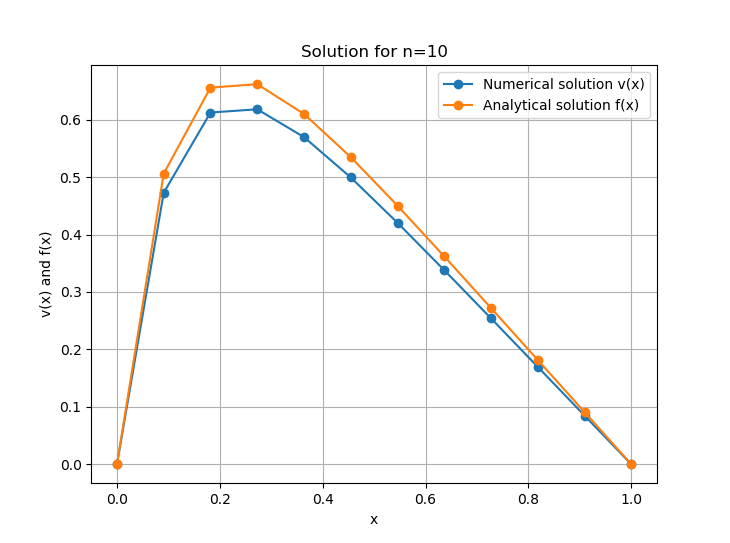 Solution for n=10
Numerical solution v(x)
Analytical solution f(x)
v(x) and f(x)
0.6
0.5
0.4
0.3
0.2
0.1
0.0
0.0 0.2 0.4 0.6 0.8 1.0
x